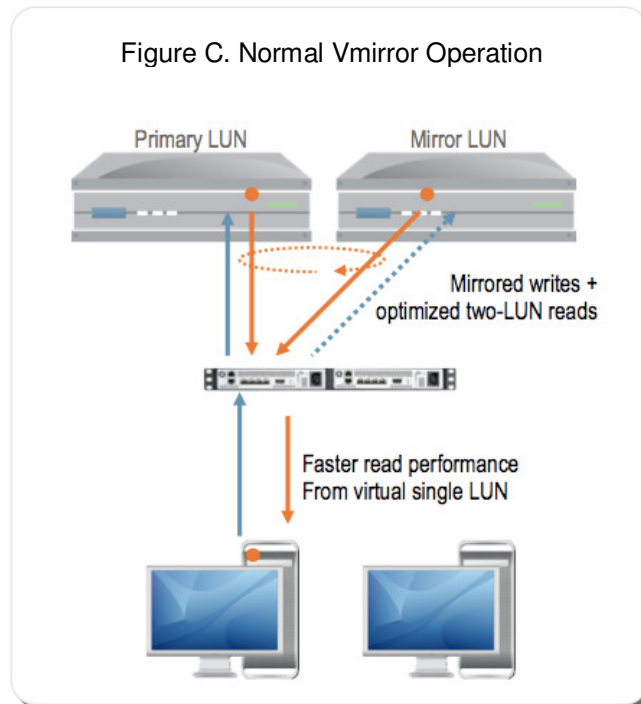 Figure C. Normal Vmirror Operation
Primary LUN
Mirror LUN
Mirrored writes +
optimized two-LUN reads
Faster read performance
From virtual single LUN